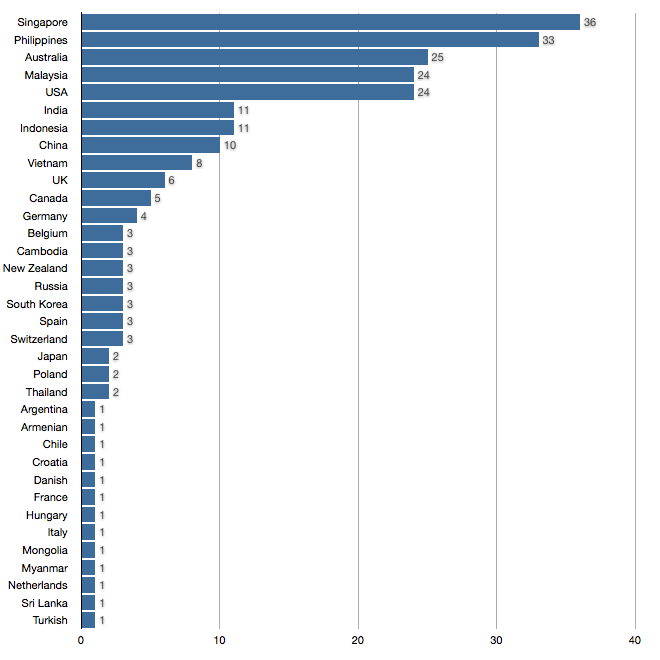 Singapore 36
Philippines 33
Australia 25
Malaysia 24
USA 24
India 11
Indonesia 11
China 10
Vietnam 8
UK 6
Canada 5
Germany 4
Belgium 3
Cambodia 3
New Zealand 3
Russia 3
South Korea 3
Spain 3
Switzerland 3
Japan 2
Poland 2
Thailand 2
Argentina 1
Armenian 1
Chile 1
Croatia 1
Danish 1
France 1
Hungary 1
Italy 1
Mongolia 1
Myanmar 1
Netherlands 1
Sri Lanka 1
Turkish 1
0 10 20 30 40